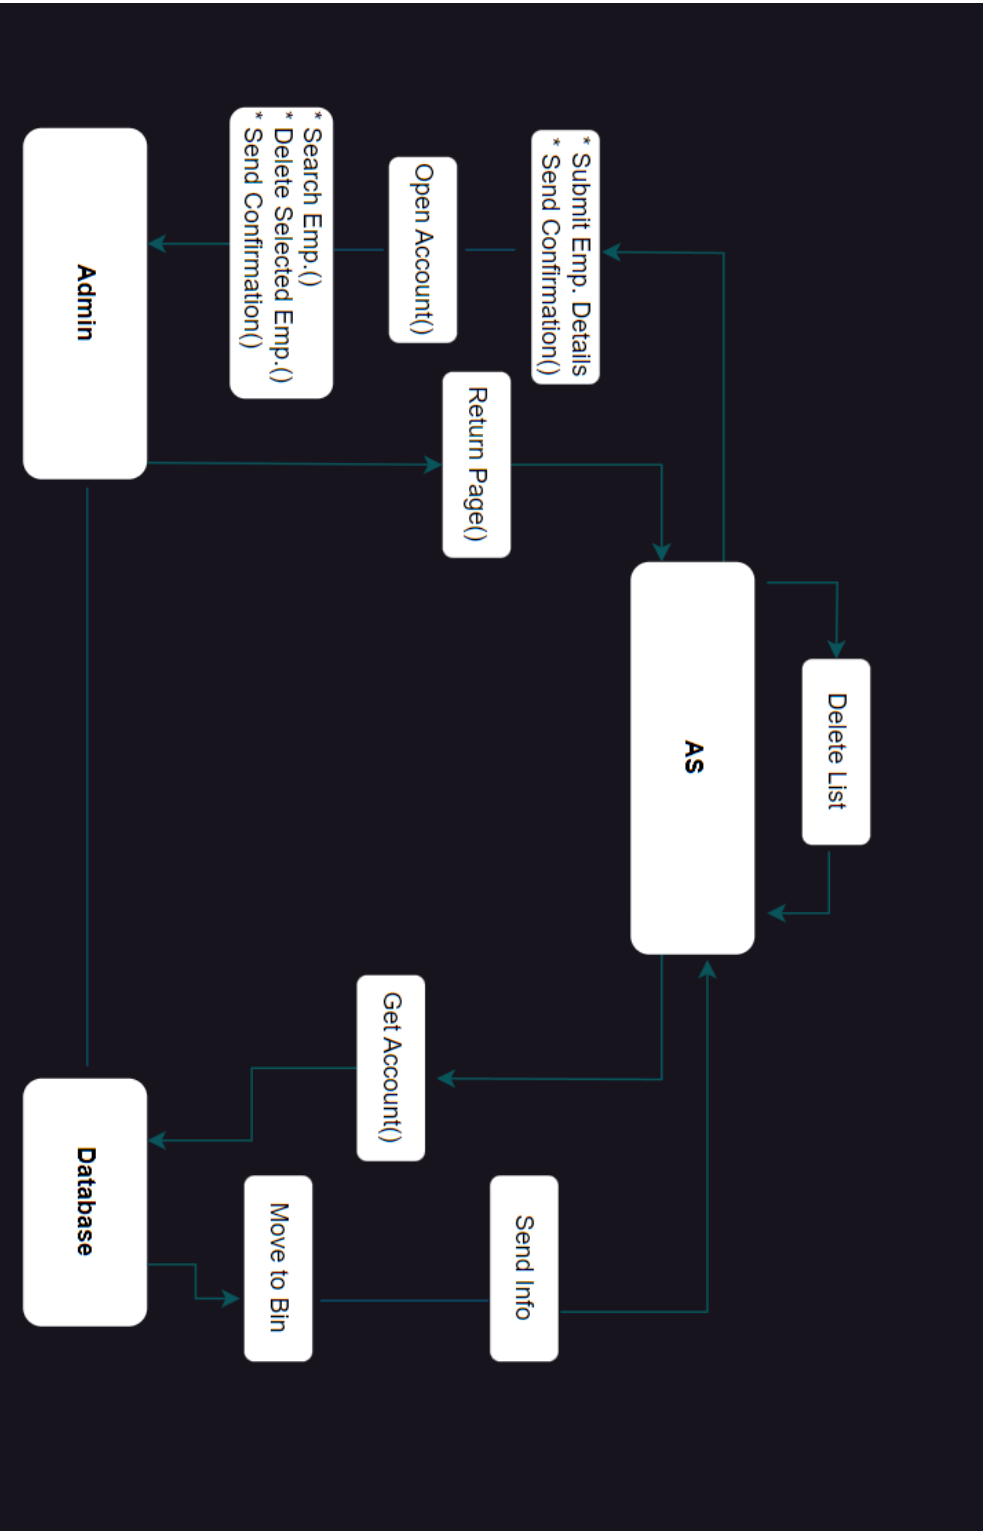 Delete List
AS
* Submit Emp. Details
* Send Confirmation()
Send Info
Return Page()
Open Account()
Get Account()
* Search Emp.()
* Delete Selected Emp.()
* Send Confirmation()
Move to Bin
Admin
Database